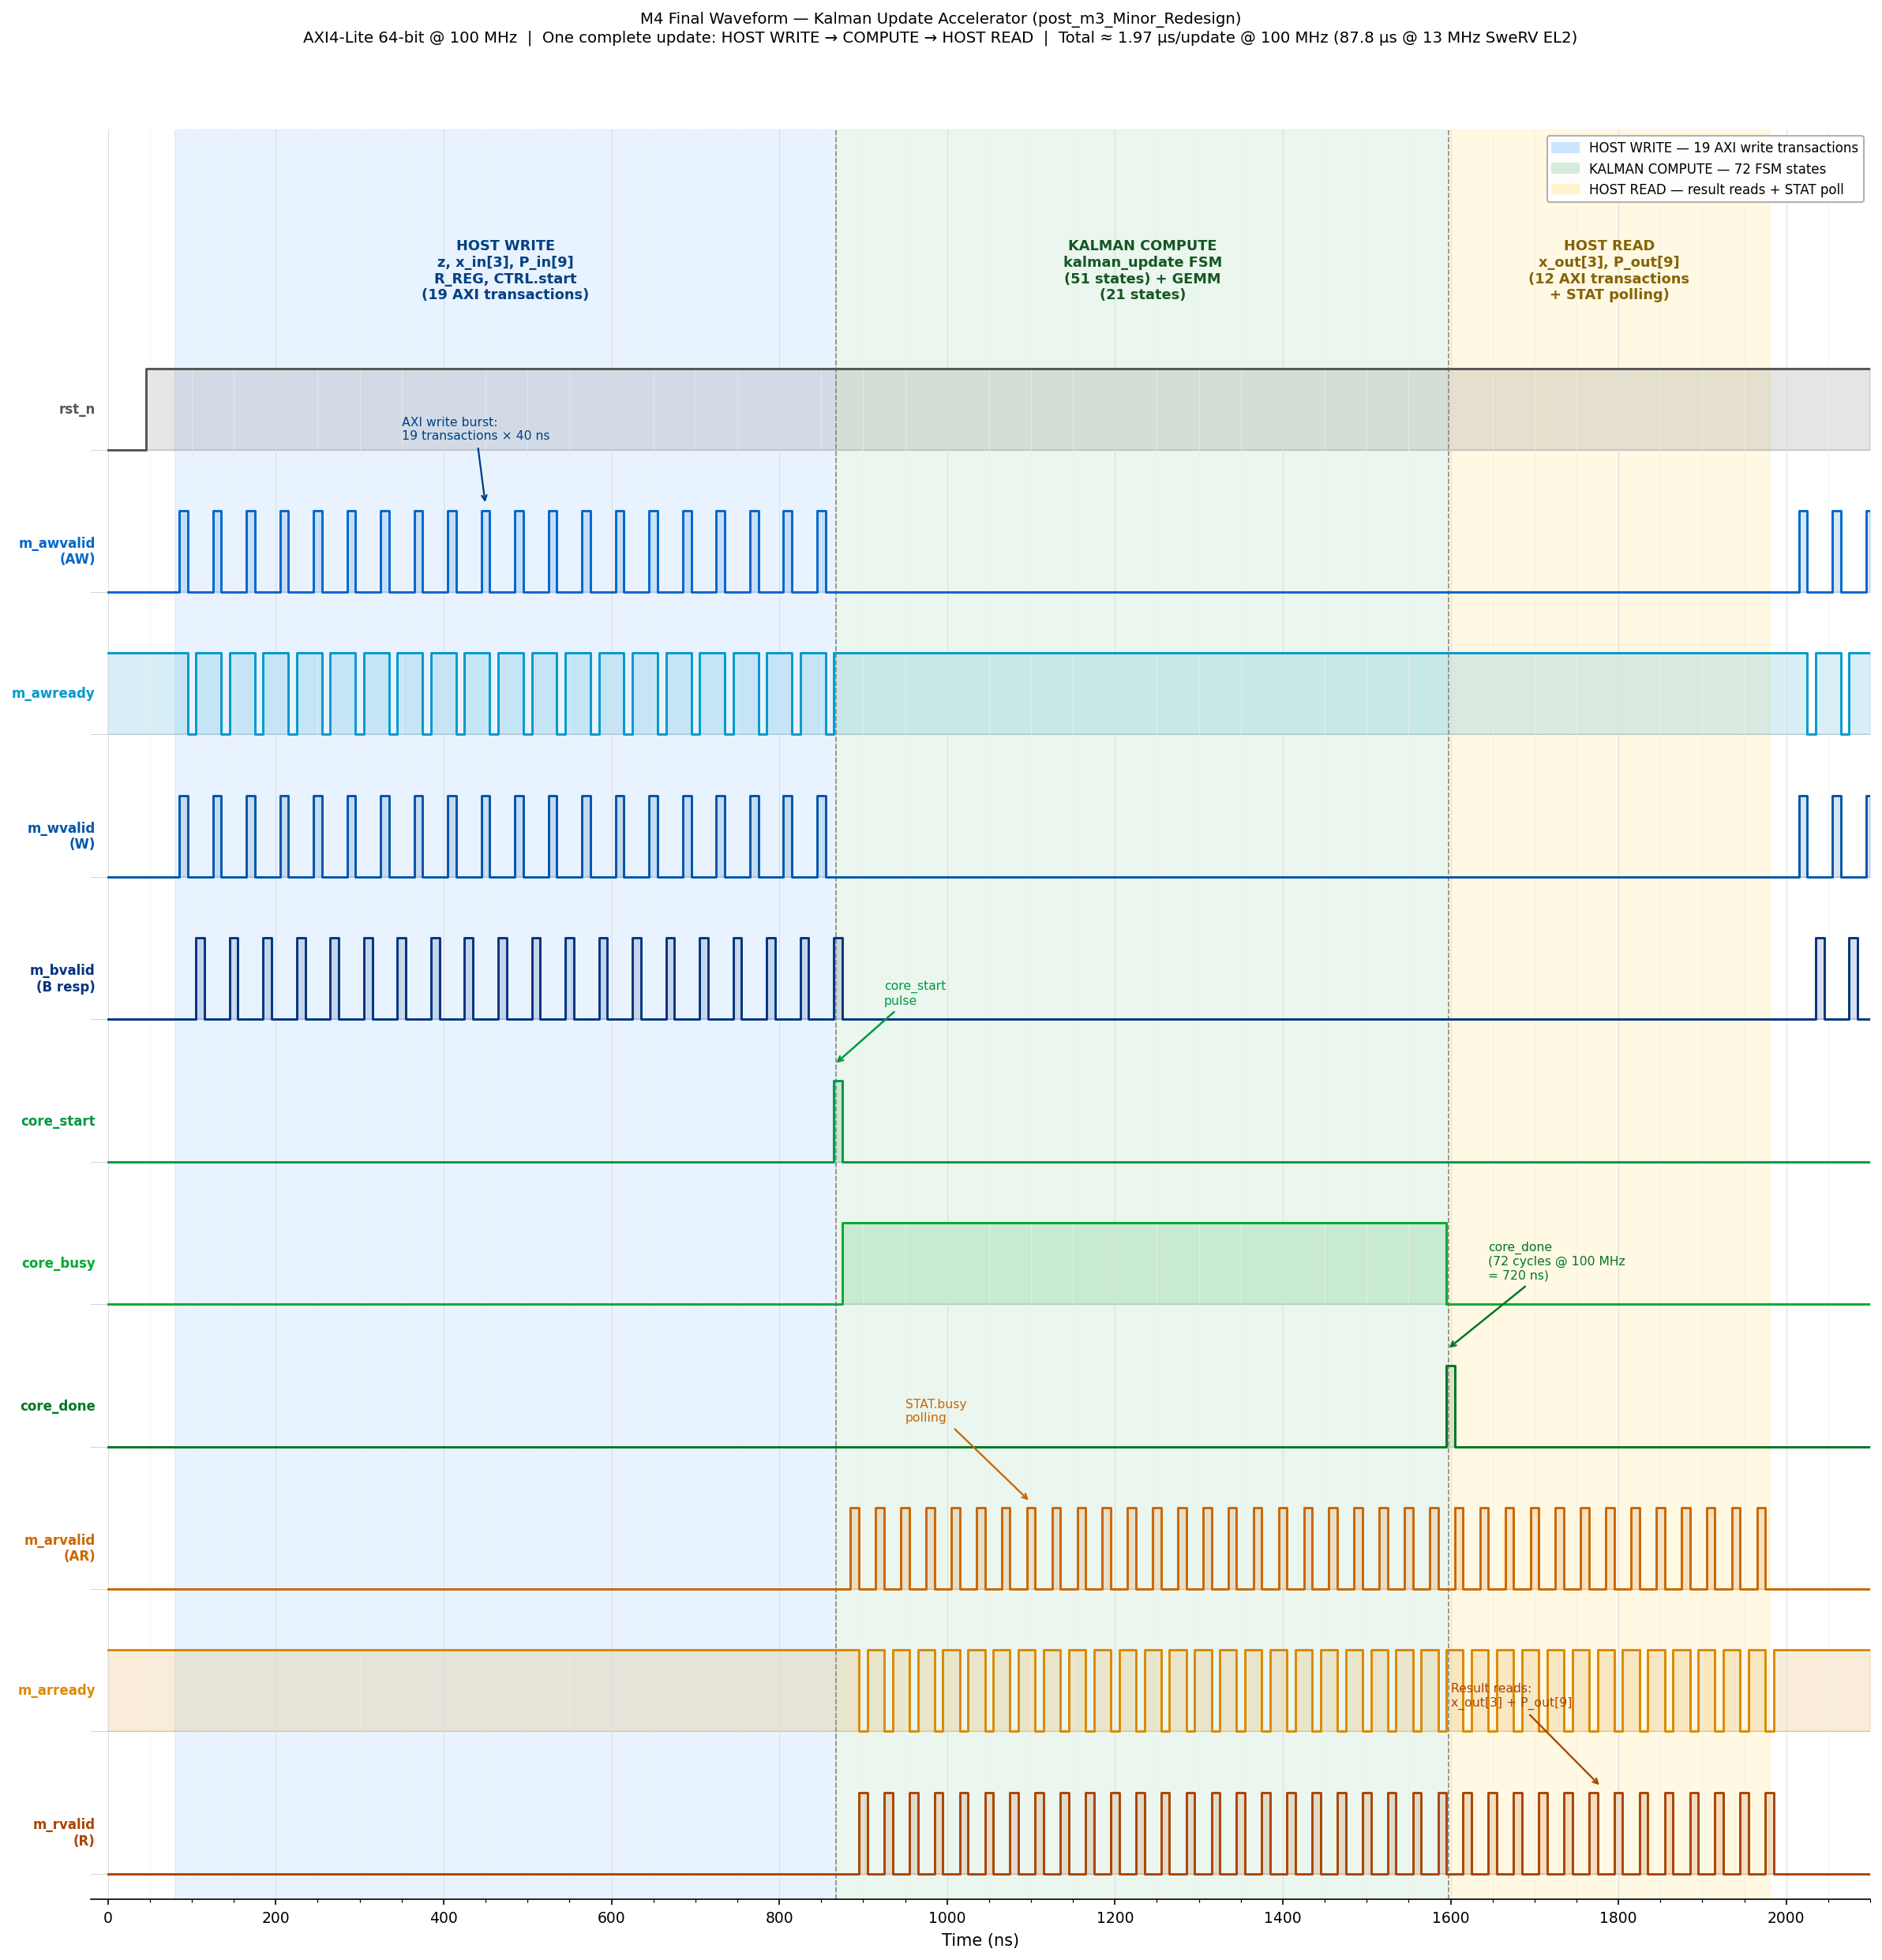 M4 Final Waveform — Kalman Update Accelerator (post_m3_Minor_Redesign)
AXI4-Lite 64-bit @ 100 MHz | One complete update: HOST WRITE → COMPUTE → HOST READ | Total ≈ 1.97 µs/update @ 100 MHz (87.8 µs @ 13 MHz SweRV EL2)
HOST WRITE — 19 AXI write transactions
KALMAN COMPUTE — 72 FSM states
HOST READ — result reads + STAT poll
HOST WRITE
z, x_in[3], P_in[9]
R_REG, CTRL.start
(19 AXI transactions)
KALMAN COMPUTE
kalman_update FSM
(51 states) + GEMM
(21 states)
HOST READ
x_out[3], P_out[9]
(12 AXI transactions
+ STAT polling)
rst_n
AXI write burst:
19 transactions × 40 ns
m_awvalid
(AW)
m_awready
m_wvalid
(W)
m_bvalid
(B resp)
core_start
pulse
core_start
core_busy
core_done
(72 cycles @ 100 MHz
= 720 ns)
core_done
STAT.busy
polling
m_arvalid
(AR)
m_arready
Result reads:
x_out[3] + P_out[9]
m_rvalid
(R)
0 200 400 600 800 1000 1200 1400 1600 1800 2000
Time (ns)